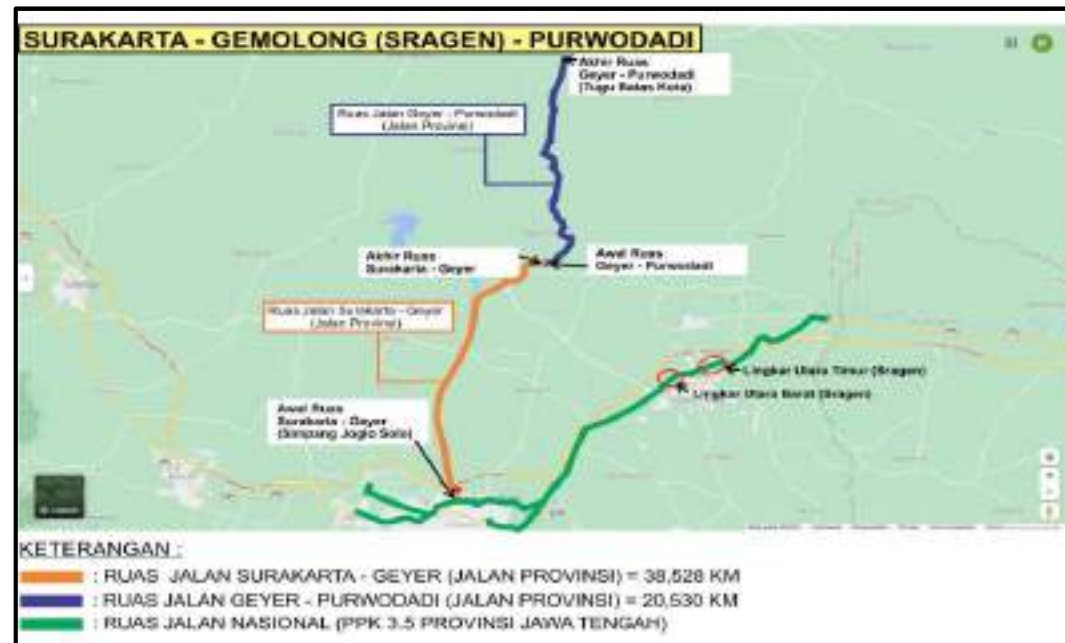 SURAKARTA - GEMOLONG (SRAGEN) - PURWODADI
Akhir Ruas
Geyer - Purwodadi
(Tugu Batas Kota)
Ruas Jalan Geyer - Purwodadi
(Jalan Provinsi)
Akhir Ruas
Surakarta - Geyer
Awal Ruas
Geyer - Purwodadi
Ruas Jalan Surakarta - Geyer
(Jalan Provinsi)
Lingkar Utara Timur (Sragen)
Lingkar Utara Barat (Sragen)
Awal Ruas
Surakarta - Geyer
(Simpang Joglo Solo)
KETERANGAN :
: RUAS JALAN SURAKARTA - GEYER (JALAN PROVINSI) = 38,528 KM
: RUAS JALAN GEYER - PURWODADI (JALAN PROVINSI) = 20,530 KM
: RUAS JALAN NASIONAL (PPK 3.5 PROVINSI JAWA TENGAH)